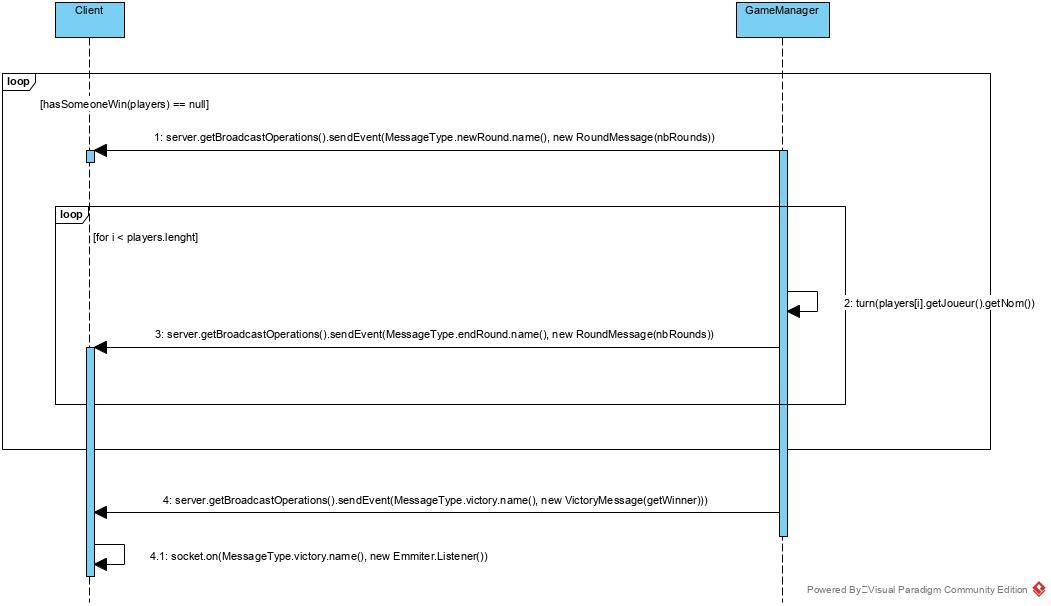 Client
GameManager
loop
[hasSomeoneWin(players) == null]
1: server.getBroadcastOperations().sendEvent(MessageType.newRound.name(), new RoundMessage(nbRounds))
loop
[for i < players.lenght]
2: turn(players[i].getJoueur().getNom())
3: server.getBroadcastOperations().sendEvent(MessageType.endRound.name(), new RoundMessage(nbRounds))
4: server.getBroadcastOperations().sendEvent(MessageType.victory.name(), new VictoryMessage(getWinner)))
4.1: socket.on(MessageType.victory.name(), new Emmiter.Listener())
Powered By Visual Paradigm Community Edition